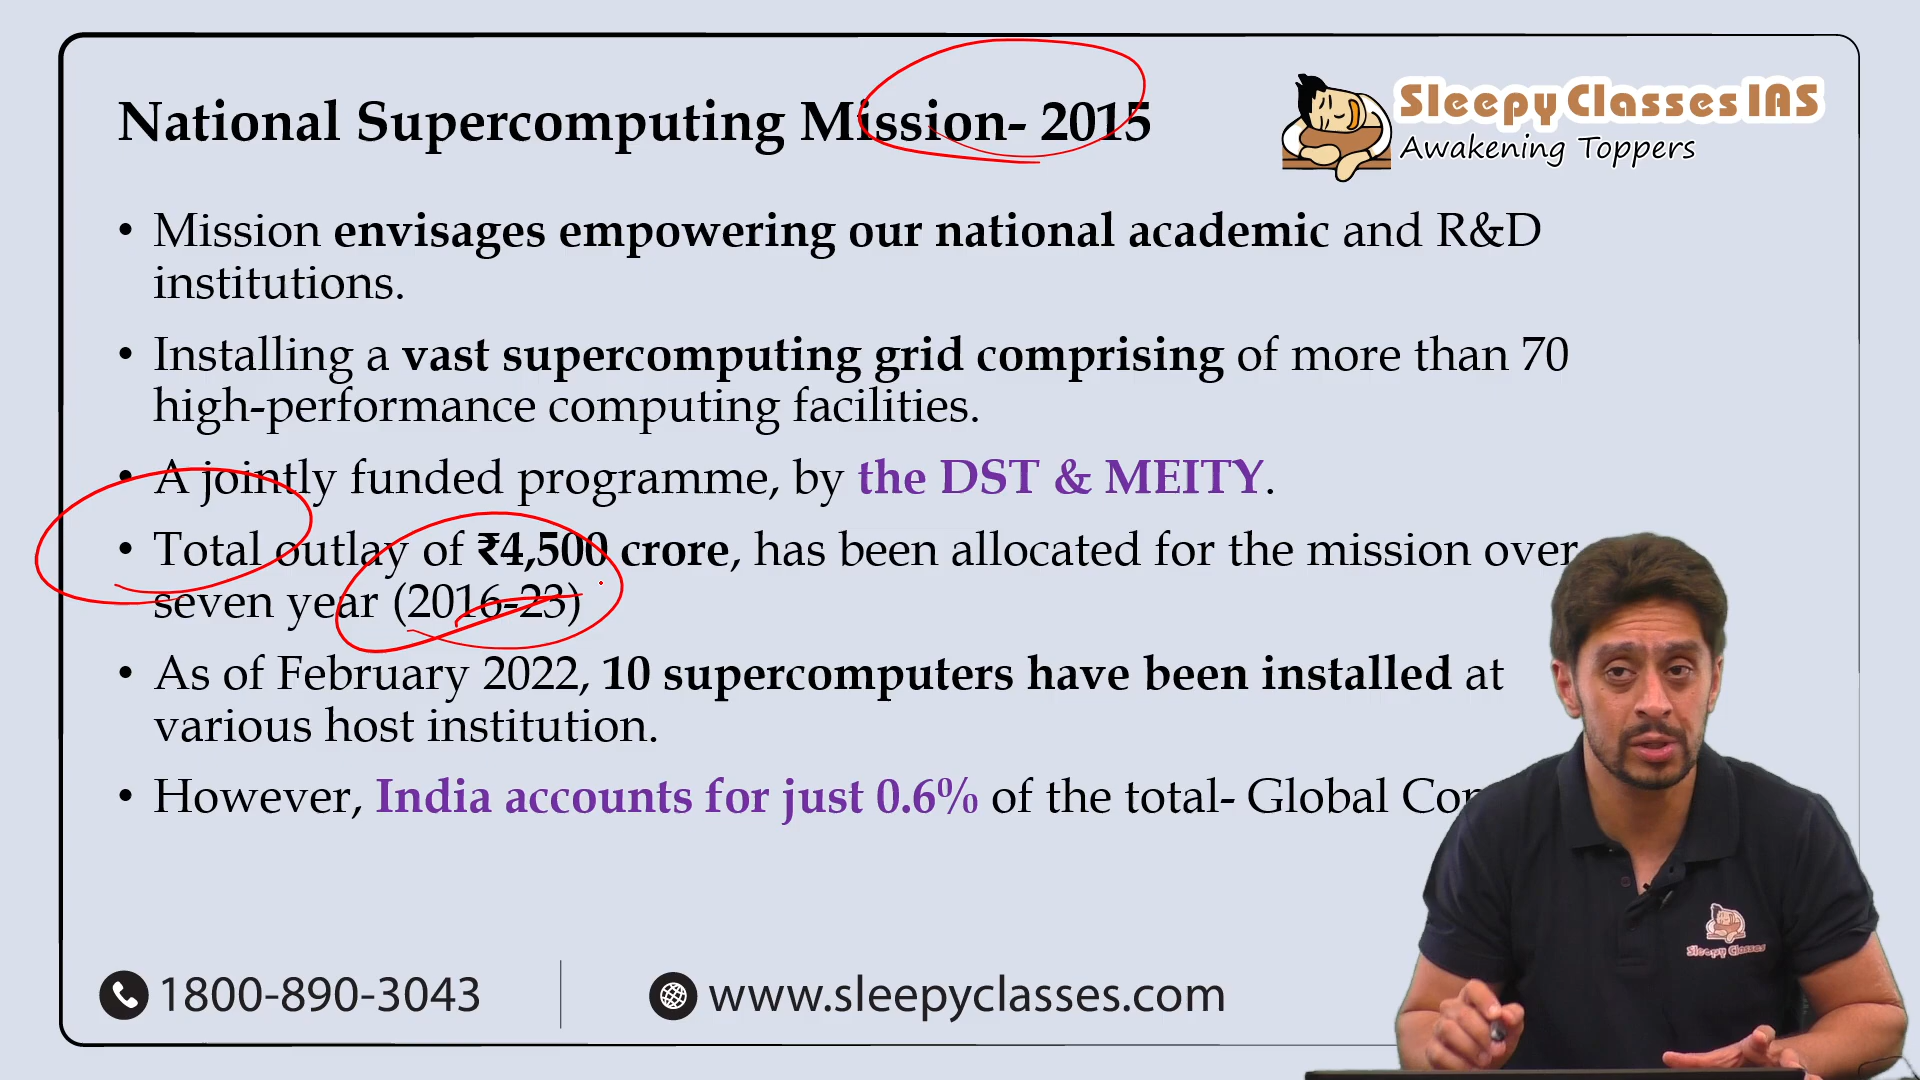 National Supercomputing Mission- 2015
Sleepy Classes IAS
Awakening Toppers
• Mission envisages empowering our national academic and R&D
institutions.
• Installing a vast supercomputing grid comprising of more than 70
high-performance computing facilities.
• A jointly funded programme, by the DST & MEITY.
• Total outlay of ₹4,500 crore, has been allocated for the mission over
seven year (2016-23)
• As of February 2022, 10 supercomputers have been installed at
various host institution.
• However, India accounts for just 0.6% of the total- Global
Sleepy Classes
1800-890-3043
www.sleepyclasses.com